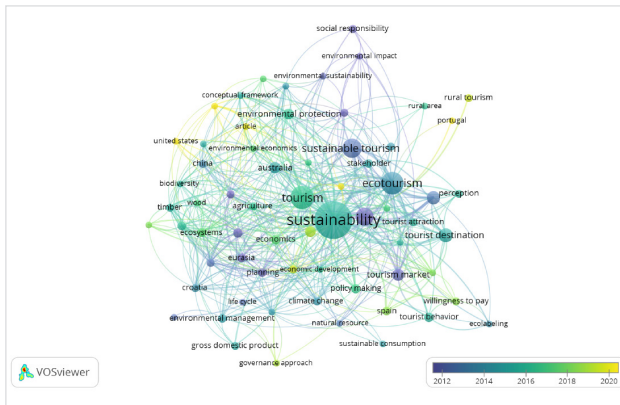 social responsibility
environmental impact
environmental sustainability
conceptual framework
rural tourism
rural area
environmental protection
portugal
article
united states
environmental economics
sustainable tourism
china
stakeholder
australia
biodiversity
ecotourism
tourism
perception
wood
timber
agriculture
sustainability
tourist attraction
ecosystems
economics
tourist destination
eurasia
planning
economic development
tourism market
croatia
policy making
life cycle
climate change
willingness to pay
spain
environmental management
natural resource
tourist behavior
ecolabeling
gross domestic product
sustainable consumption
governance approach
VOSviewer
2012 2014 2016 2018 2020